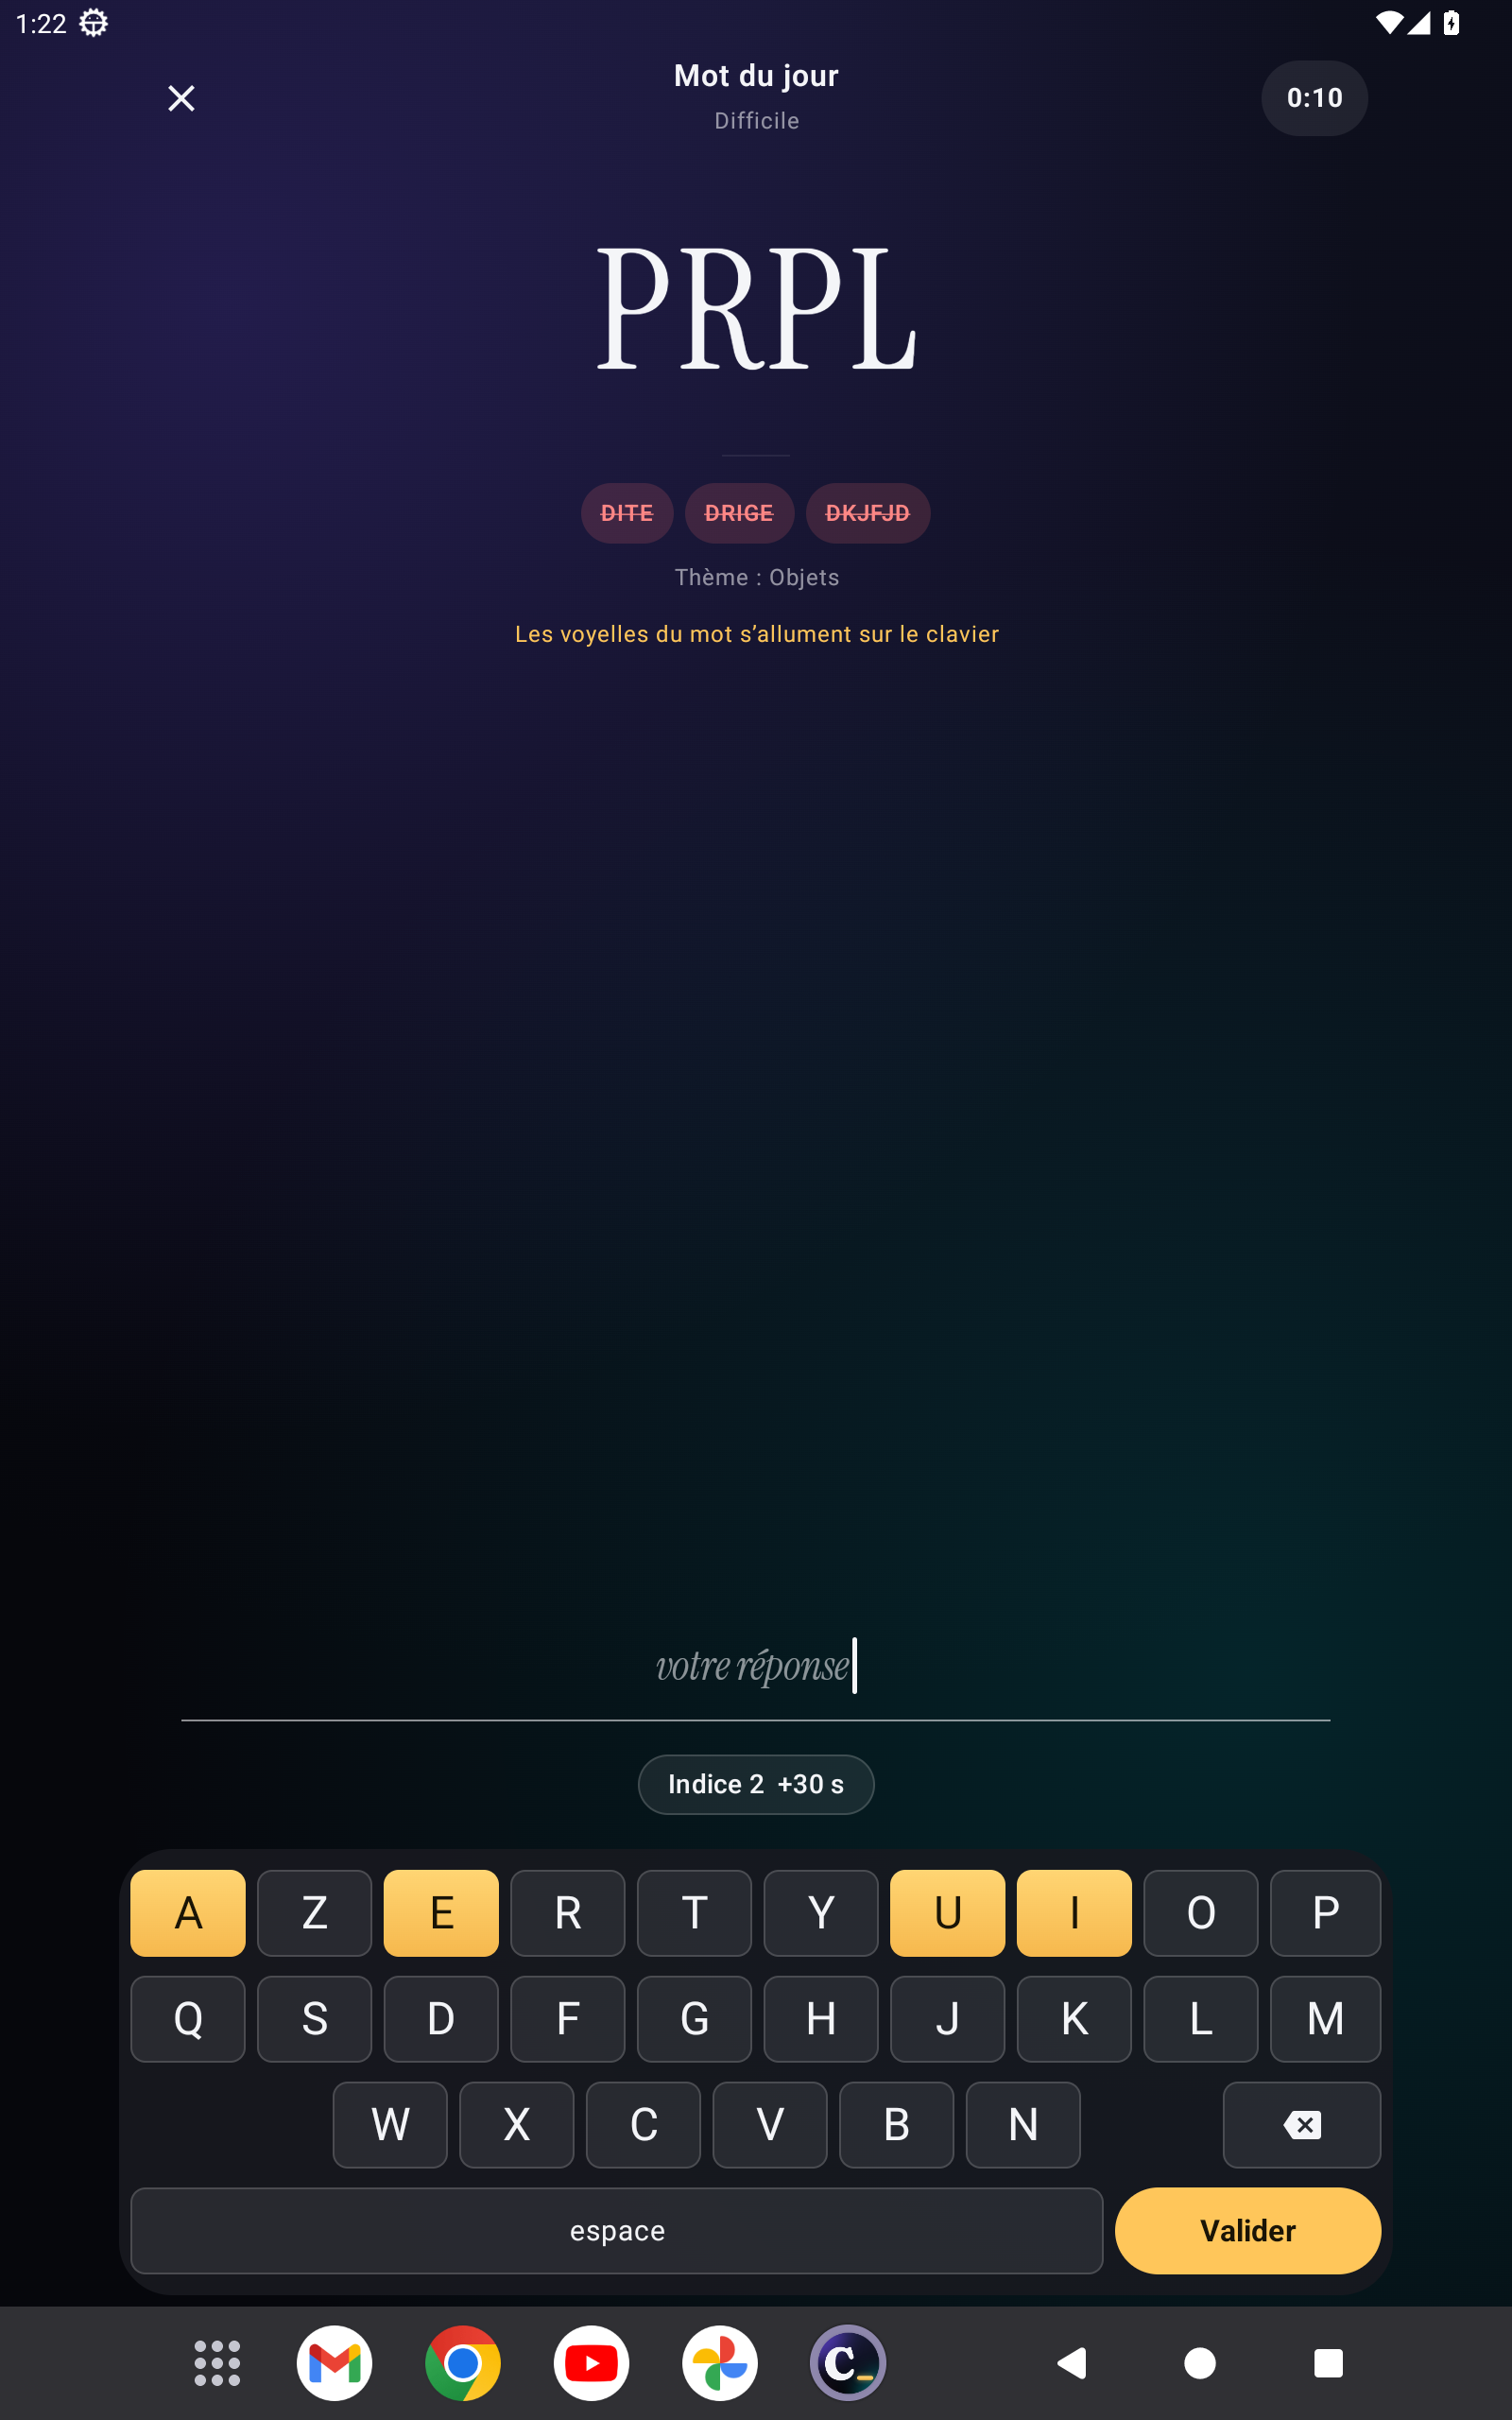 1:22
Mot du jour
0:10
Difficile
PRPL
DITE DRIGE DKJFJD
Thème : Objets
Les voyelles du mot s’allument sur le clavier
votre réponse
Indice 2 +30 s
A Z E R T Y U I O P
Q S D F G H J K L M
W X C V B N
espace Valider
C_